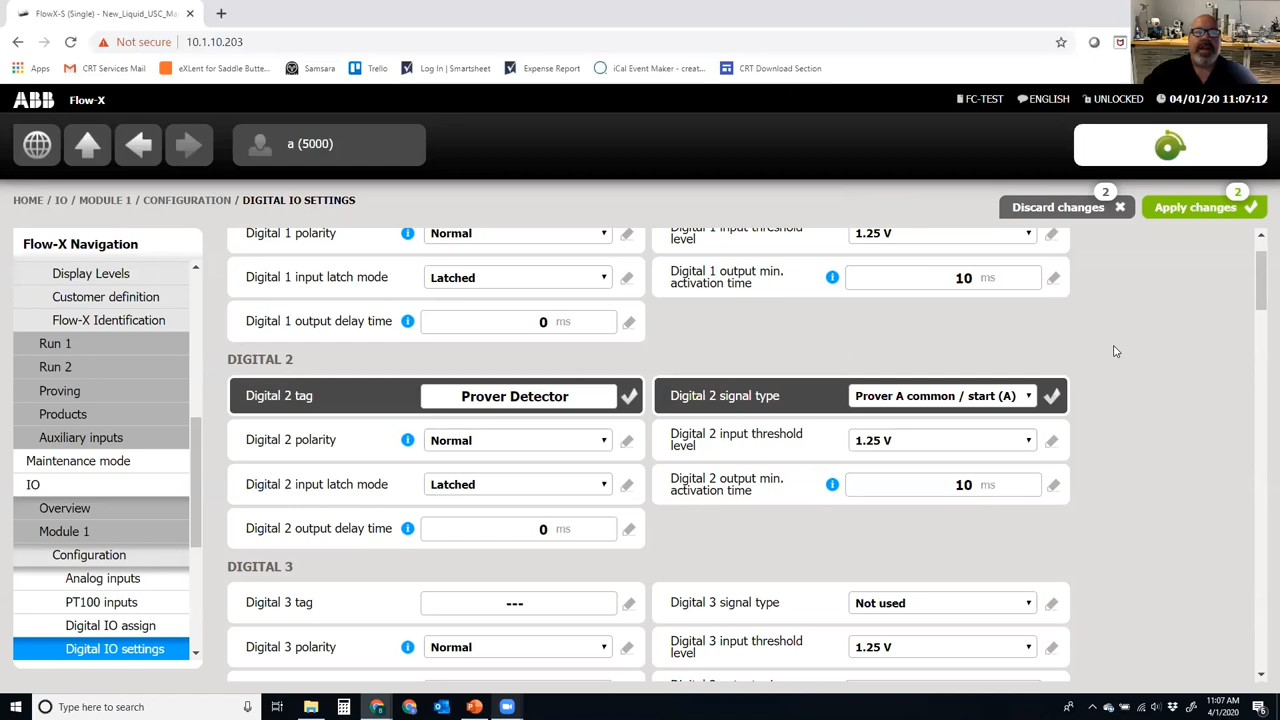 FlowX-S (Single) - New_Liquid_USC_Ma
Not secure 10.1.10.203
Apps CRT Services Mail eXLent for Saddle Butte... Samsara Trello Log In | Smartsheet Expense Report iCal Event Maker - creat... CRT Download Section
ABB Flow-X FC-TEST ENGLISH UNLOCKED 04/01/20 11:07:12
a (5000)
HOME / IO / MODULE 1 / CONFIGURATION / DIGITAL IO SETTINGS
Discard changes 2
Apply changes 2
Flow-X Navigation
Display Levels
Customer definition
Flow-X Identification
Run 1
Run 2
Proving
Products
Auxiliary inputs
Maintenance mode
IO
Overview
Module 1
Configuration
Analog inputs
PT100 inputs
Digital IO assign
Digital IO settings
Digital 1 polarity Normal
Digital 1 input threshold level 1.25 V
Digital 1 input latch mode Latched
Digital 1 output min. activation time 10 ms
Digital 1 output delay time 0 ms
DIGITAL 2
Digital 2 tag Prover Detector
Digital 2 signal type Prover A common / start (A)
Digital 2 polarity Normal
Digital 2 input threshold level 1.25 V
Digital 2 input latch mode Latched
Digital 2 output min. activation time 10 ms
Digital 2 output delay time 0 ms
DIGITAL 3
Digital 3 tag ---
Digital 3 signal type Not used
Digital 3 polarity Normal
Digital 3 input threshold level 1.25 V
Type here to search
11:07 AM
4/1/2020